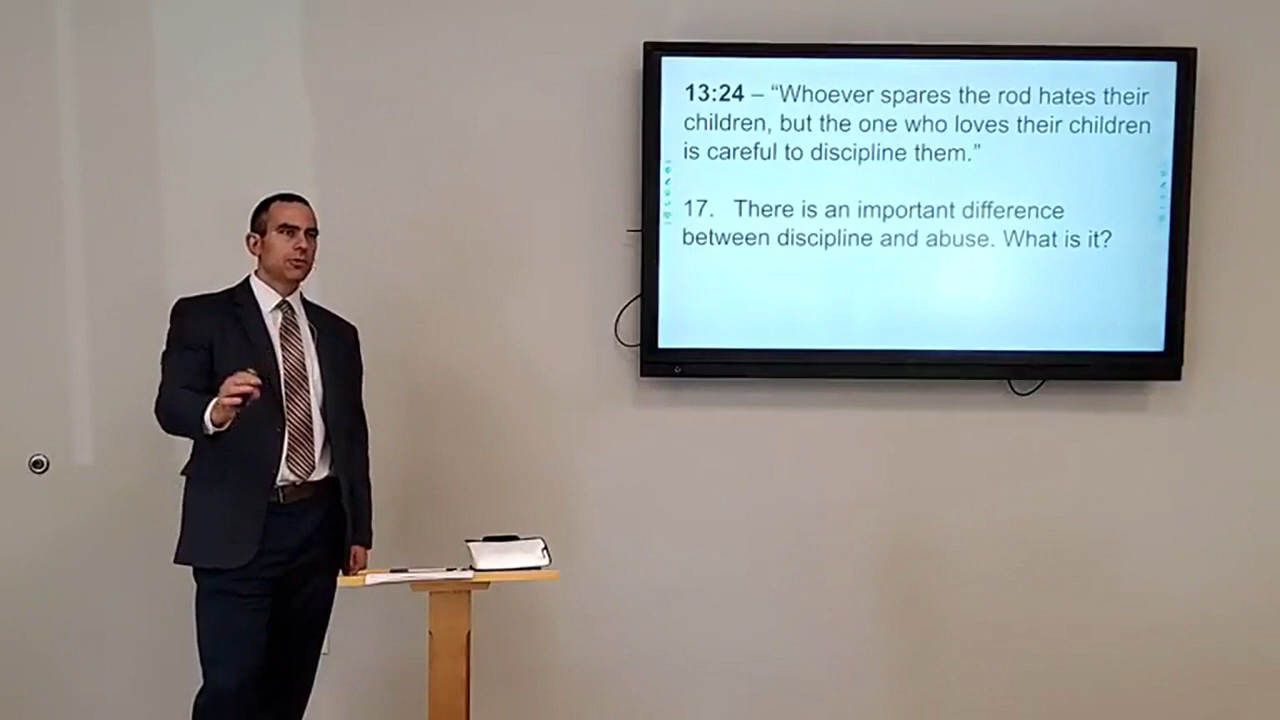 13:24 – “Whoever spares the rod hates their
children, but the one who loves their children
is careful to discipline them.”
17. There is an important difference
between discipline and abuse. What is it?